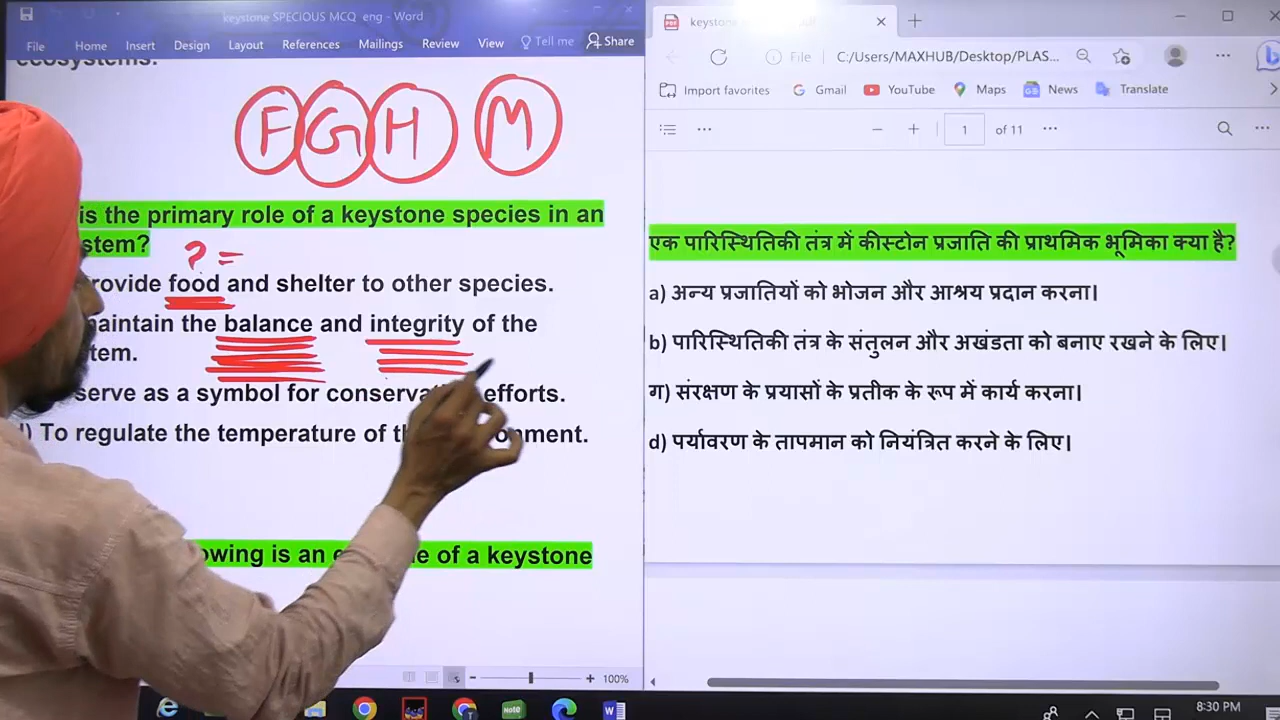 keystone SPECIOUS MCQ eng - Word
File Home Insert Design Layout References Mailings Review View Tell me Share
ecosystems.
F G H M
is the primary role of a keystone species in an
stem?
? =
rovide food and shelter to other species.
aintain the balance and integrity of the
tem.
serve as a symbol for conserva efforts.
) To regulate the temperature of th onment.
owing is an e e of a keystone
100%
keystone
File C:/Users/MAXHUB/Desktop/PLAS...
Import favorites Gmail YouTube Maps News Translate
1 of 11
एक पारिस्थितिकी तंत्र में कीस्टोन प्रजाति की प्राथमिक भूमिका क्या है?
a) अन्य प्रजातियों को भोजन और आश्रय प्रदान करना।
b) पारिस्थितिकी तंत्र के संतुलन और अखंडता को बनाए रखने के लिए।
ग) संरक्षण के प्रयासों के प्रतीक के रूप में कार्य करना।
d) पर्यावरण के तापमान को नियंत्रित करने के लिए।
Note
8:30 PM